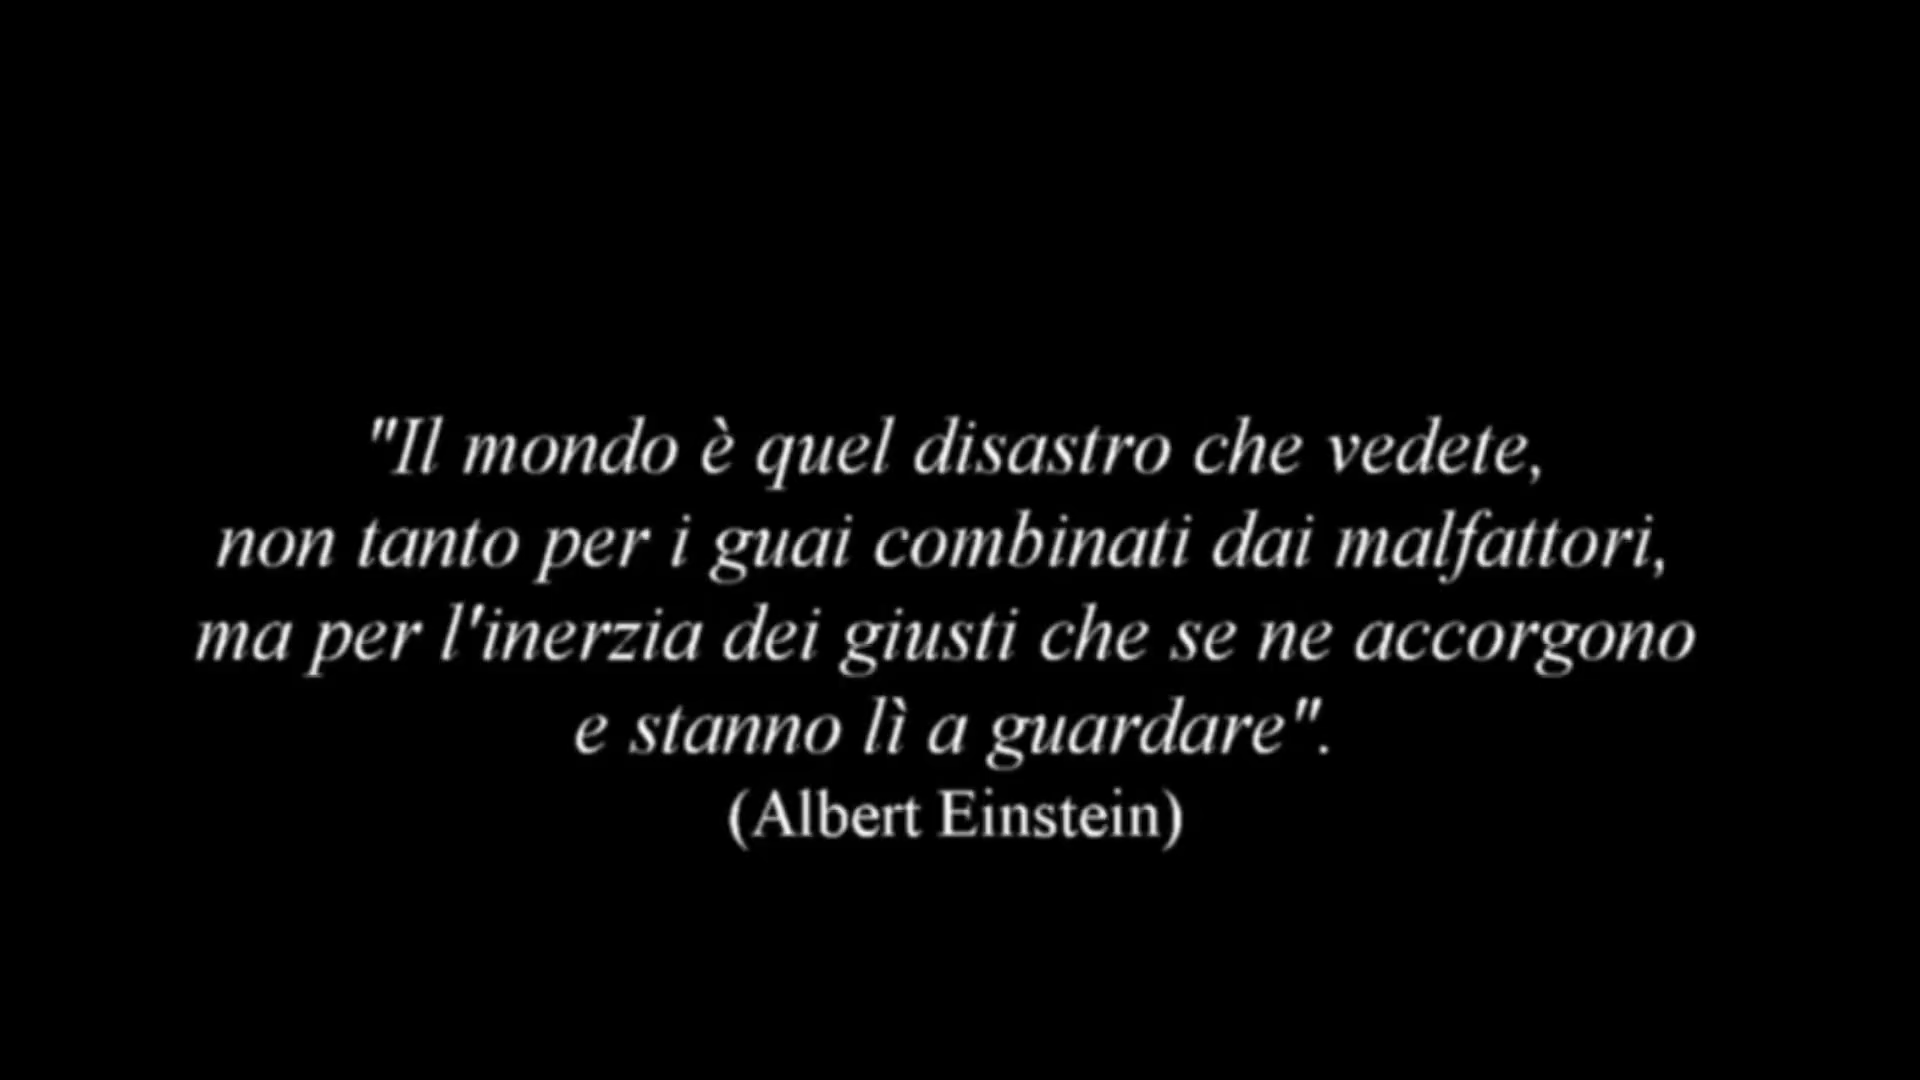 "Il mondo è quel disastro che vedete,
non tanto per i guai combinati dai malfattori,
ma per l'inerzia dei giusti che se ne accorgono
e stanno lì a guardare".
(Albert Einstein)